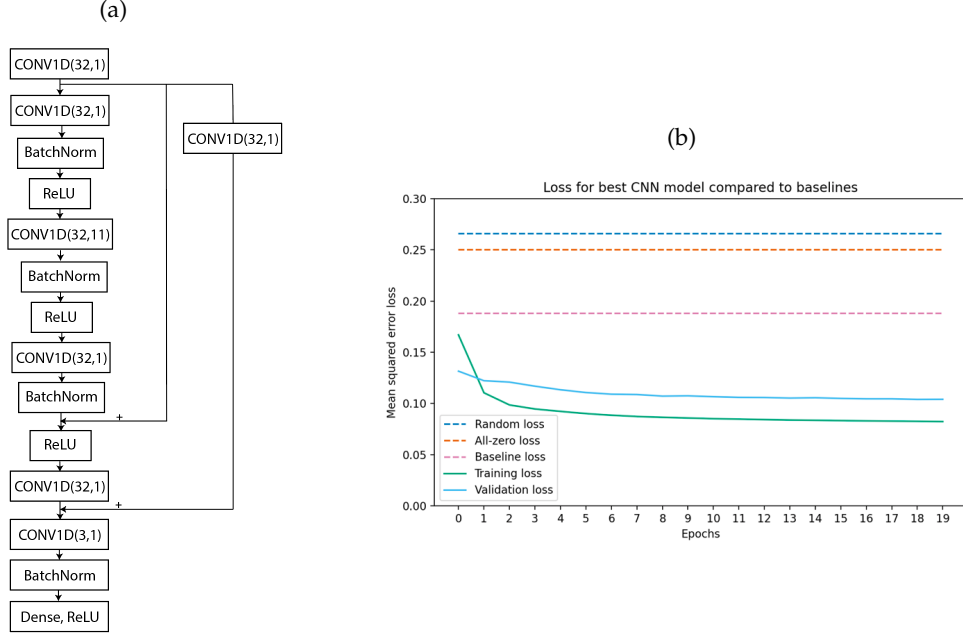 (a)
CONV1D(32,1)
CONV1D(32,1)
CONV1D(32,1)
BatchNorm
ReLU
CONV1D(32,11)
BatchNorm
ReLU
CONV1D(32,1)
BatchNorm
+
ReLU
CONV1D(32,1)
+
CONV1D(3,1)
BatchNorm
Dense, ReLU
(b)
Loss for best CNN model compared to baselines
Mean squared error loss
0.30
0.25
0.20
0.15
0.10
0.05
0.00
Random loss
All-zero loss
Baseline loss
Training loss
Validation loss
0 1 2 3 4 5 6 7 8 9 10 11 12 13 14 15 16 17 18 19
Epochs